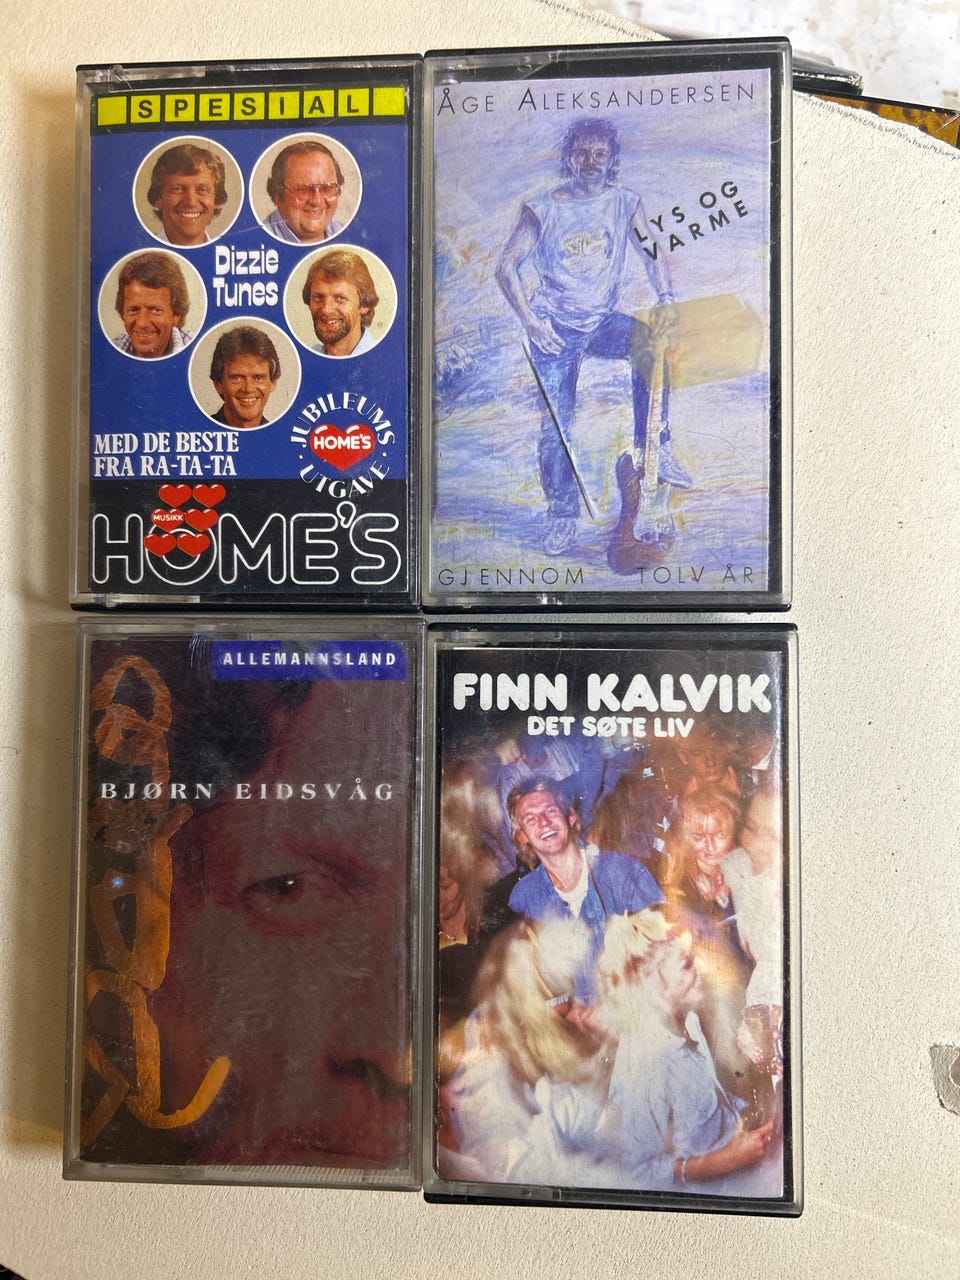 SPESIAL
Dizzie
Tunes
MED DE BESTE
FRA RA-TA-TA
JUBILEUMS
HOME'S
UTGAVE
MUSIKK
HOME'S
ÅGE ALEKSANDERSEN
LYS OG
VARME
GJENNOM TOLV ÅR
ALLEMANNSLAND
BJØRN EIDSVÅG
FINN KALVIK
DET SØTE LIV